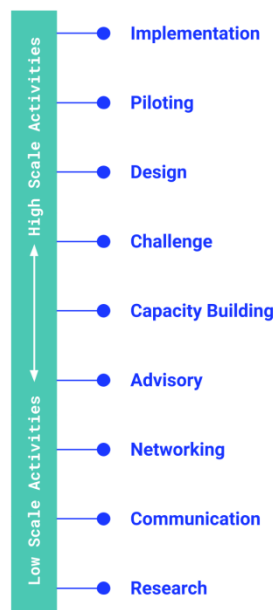 High Scale Activities
Low Scale Activities
Implementation
Piloting
Design
Challenge
Capacity Building
Advisory
Networking
Communication
Research